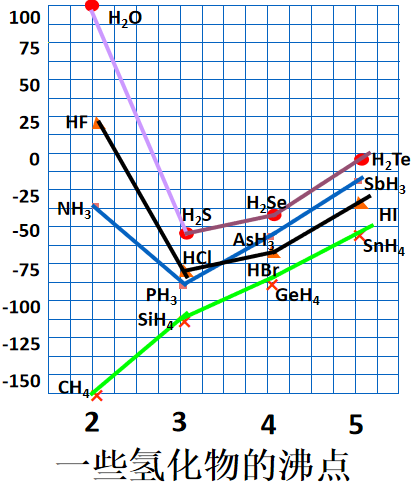 100
75
50
25
0
-25
-50
-75
-100
-125
-150
H₂O
HF
NH₃
H₂S
H₂Se
H₂Te
SbH₃
HI
SnH₄
AsH₃
HCl
HBr
GeH₄
PH₃
SiH₄
CH₄
2 3 4 5
一些氢化物的沸点